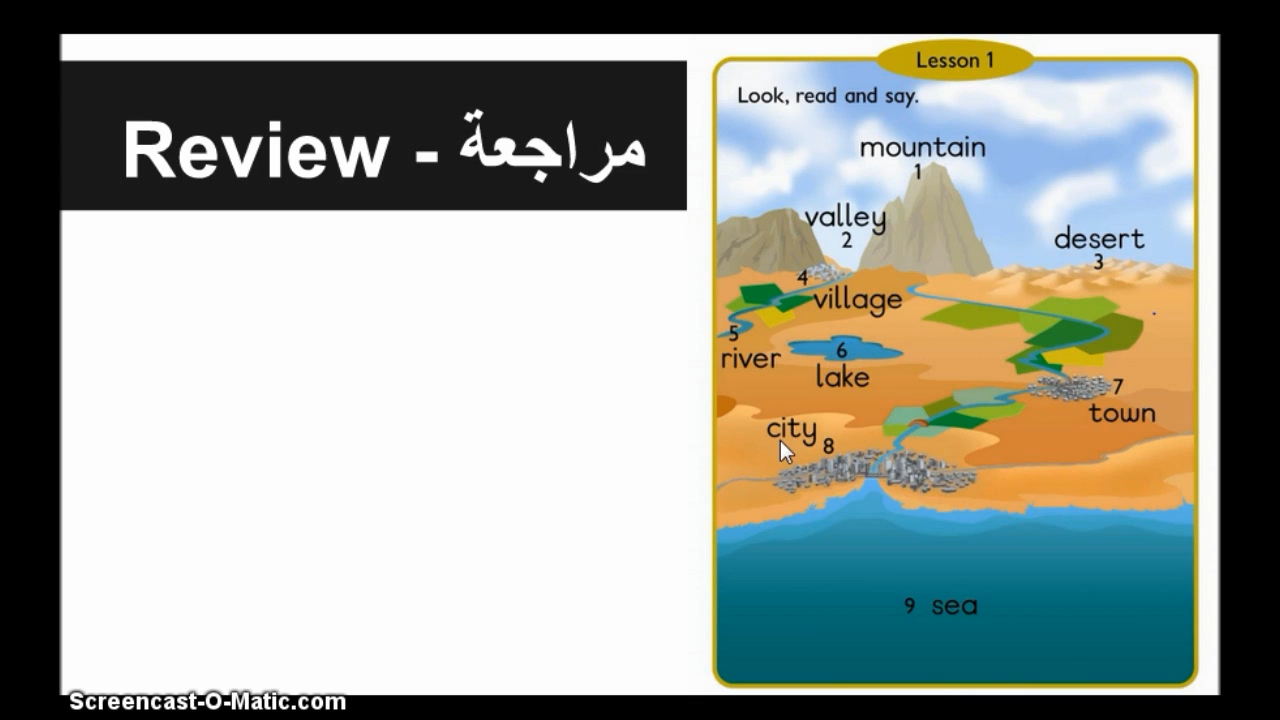 Review - مراجعة
Lesson 1
Look, read and say.
mountain
1
valley
2
desert
3
4
village
5
river
6
lake
7
town
city
8
9 sea
Screencast-O-Matic.com